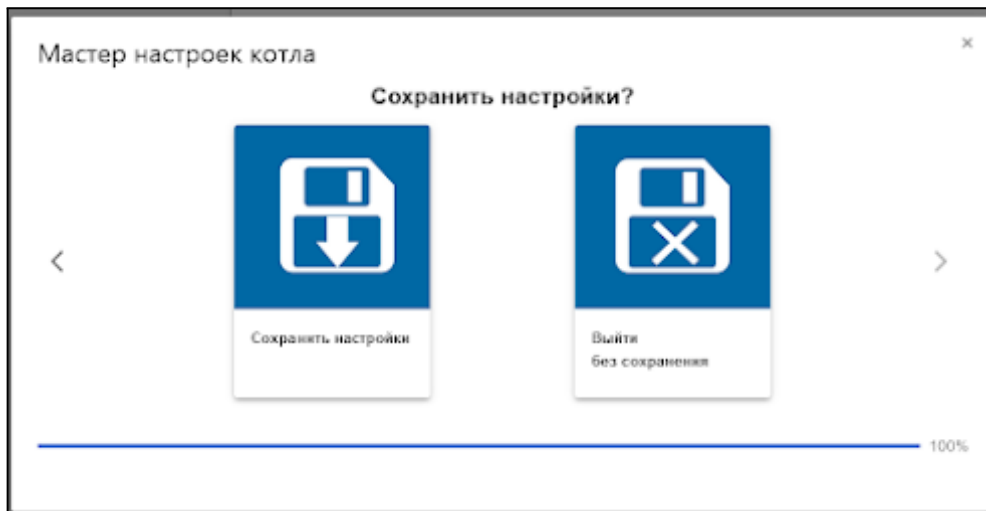 Мастер настроек котла
×
Сохранить настройки?
Сохранить настройки
Выйти
без сохранения
100%